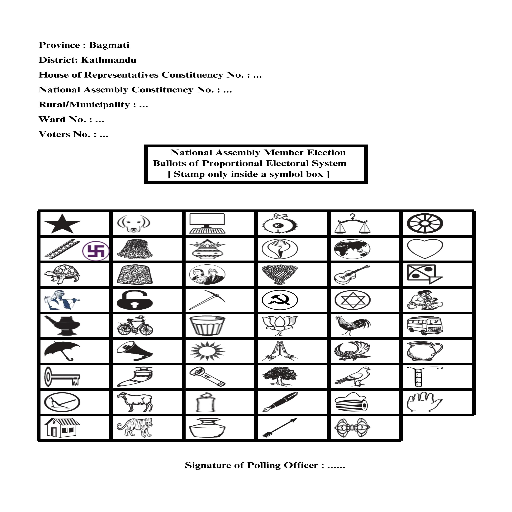 Province : Bagmati
District: Kathmandu
House of Representatives Constituency No. : ...
National Assembly Constituency No. : ...
Rural/Municipality : ...
Ward No. : ...
Voters No. : ...
National Assembly Member Election
Ballots of Proportional Electoral System
[ Stamp only inside a symbol box ]
Signature of Polling Officer : ......